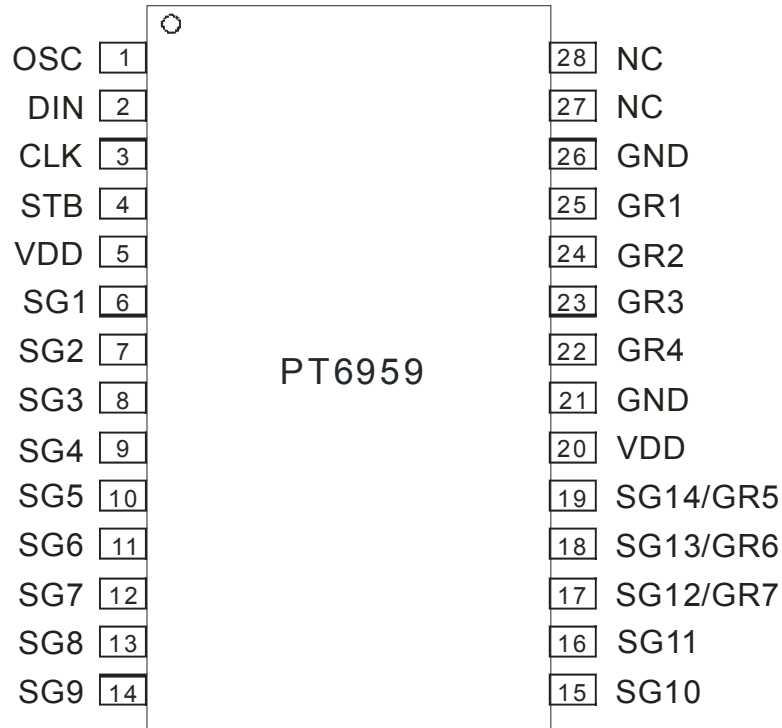 OSC 1 28 NC
DIN 2 27 NC
CLK 3 26 GND
STB 4 25 GR1
VDD 5 24 GR2
SG1 6 23 GR3
SG2 7 22 GR4
PT6959
SG3 8 21 GND
SG4 9 20 VDD
SG5 10 19 SG14/GR5
SG6 11 18 SG13/GR6
SG7 12 17 SG12/GR7
SG8 13 16 SG11
SG9 14 15 SG10